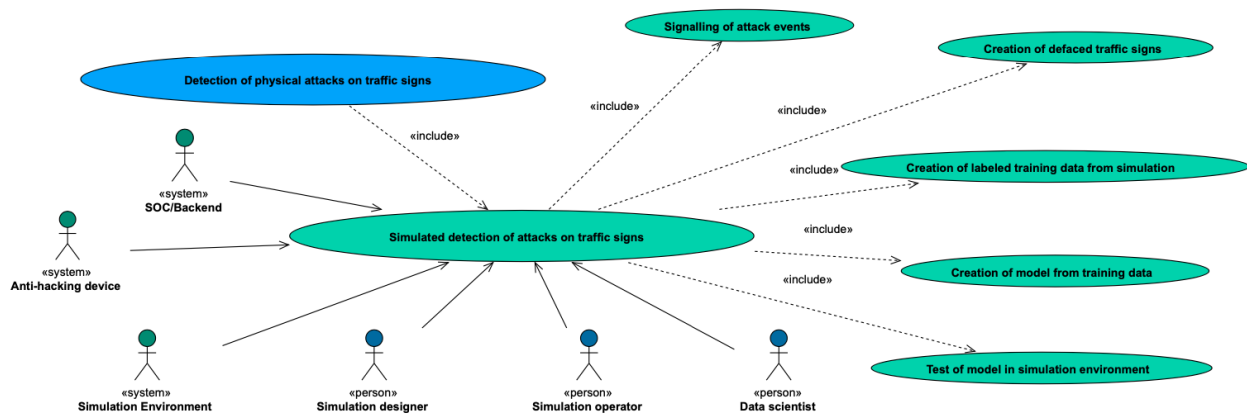 Signalling of attack events
Creation of defaced traffic signs
Detection of physical attacks on traffic signs
«include»
«include»
«include»
«include»
Creation of labeled training data from simulation
«system»
SOC/Backend
Simulated detection of attacks on traffic signs
«include»
«system»
Anti-hacking device
Creation of model from training data
«include»
Test of model in simulation environment
«system»
Simulation Environment
«person»
Simulation designer
«person»
Simulation operator
«person»
Data scientist